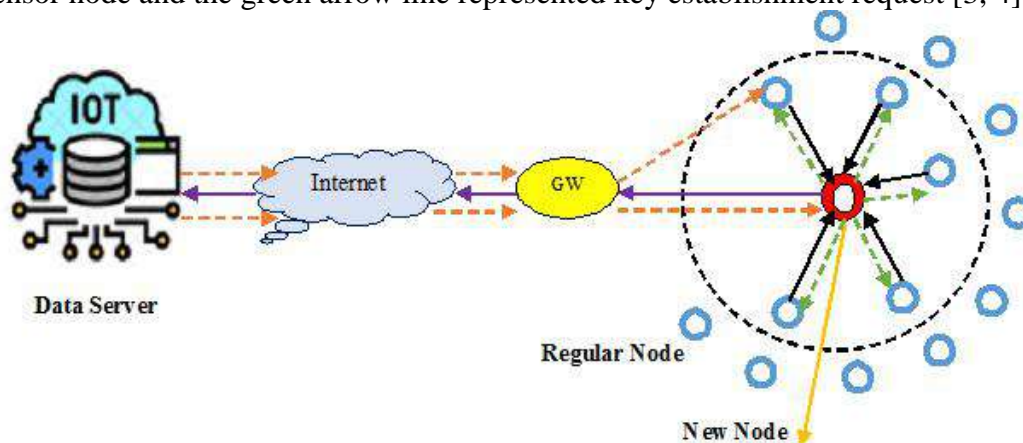 sensor node and the green arrow line represented key establishment request [3, 4]
IOT
Internet
GW
Data Server
Regular Node
New Node